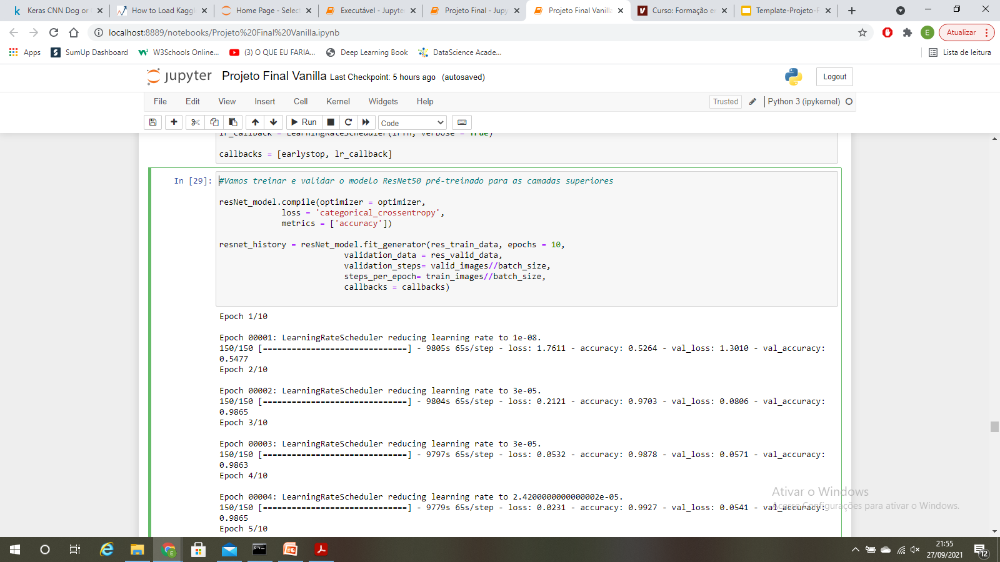 Keras CNN Dog or
How to Load Kaggl
Home Page - Select
Executável - Jupyte
Projeto Final - Jup
Projeto Final Vanilla
Curso: Formação e
Template-Projeto-F
localhost:8889/notebooks/Projeto%20Final%20Vanilla.ipynb
E
Atualizar
Apps
SumUp Dashboard
W3Schools Online...
(3) O QUE EU FARIA...
Deep Learning Book
DataScience Acade...
Lista de leitura
jupyter Projeto Final Vanilla Last Checkpoint: 5 hours ago (autosaved)
Logout
File Edit View Insert Cell Kernel Widgets Help
Trusted
Python 3 (ipykernel)
Run
Code
lr_callback = LearningRateScheduler(lrfn, verbose = True)
callbacks = [earlystop, lr_callback]
In [29]: #Vamos treinar e validar o modelo ResNet50 pré-treinado para as camadas superiores
resNet_model.compile(optimizer = optimizer,
loss = 'categorical_crossentropy',
metrics = ['accuracy'])
resnet_history = resNet_model.fit_generator(res_train_data, epochs = 10,
validation_data = res_valid_data,
validation_steps= valid_images//batch_size,
steps_per_epoch= train_images//batch_size,
callbacks = callbacks)
Epoch 1/10
Epoch 00001: LearningRateScheduler reducing learning rate to 1e-08.
150/150 [==============================] - 9805s 65s/step - loss: 1.7611 - accuracy: 0.5264 - val_loss: 1.3010 - val_accuracy:
0.5477
Epoch 2/10
Epoch 00002: LearningRateScheduler reducing learning rate to 3e-05.
150/150 [==============================] - 9804s 65s/step - loss: 0.2121 - accuracy: 0.9703 - val_loss: 0.0806 - val_accuracy:
0.9865
Epoch 3/10
Epoch 00003: LearningRateScheduler reducing learning rate to 3e-05.
150/150 [==============================] - 9797s 65s/step - loss: 0.0532 - accuracy: 0.9878 - val_loss: 0.0571 - val_accuracy:
0.9863
Epoch 4/10
Epoch 00004: LearningRateScheduler reducing learning rate to 2.4200000000000002e-05.
150/150 [==============================] - 9779s 65s/step - loss: 0.0231 - accuracy: 0.9927 - val_loss: 0.0541 - val_accuracy:
0.9865
Epoch 5/10
Ativar o Windows
Acesse Configurações para ativar o Windows.
21:55
27/09/2021
12